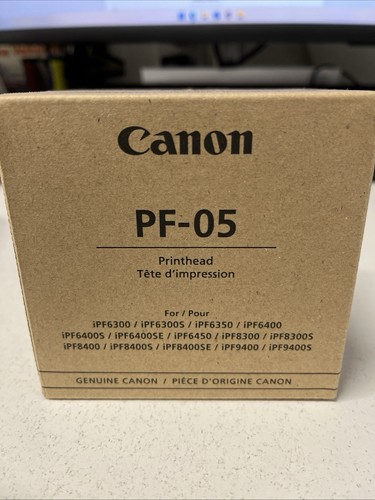 Canon
PF-05
Printhead
Tête d'impression
For / Pour
iPF6300 / iPF6300S / iPF6350 / iPF6400
iPF6400S / iPF6400SE / iPF6450 / iPF8300 / iPF8300S
iPF8400 / iPF8400S / iPF8400SE / iPF9400 / iPF9400S
GENUINE CANON / PIÈCE D'ORIGINE CANON